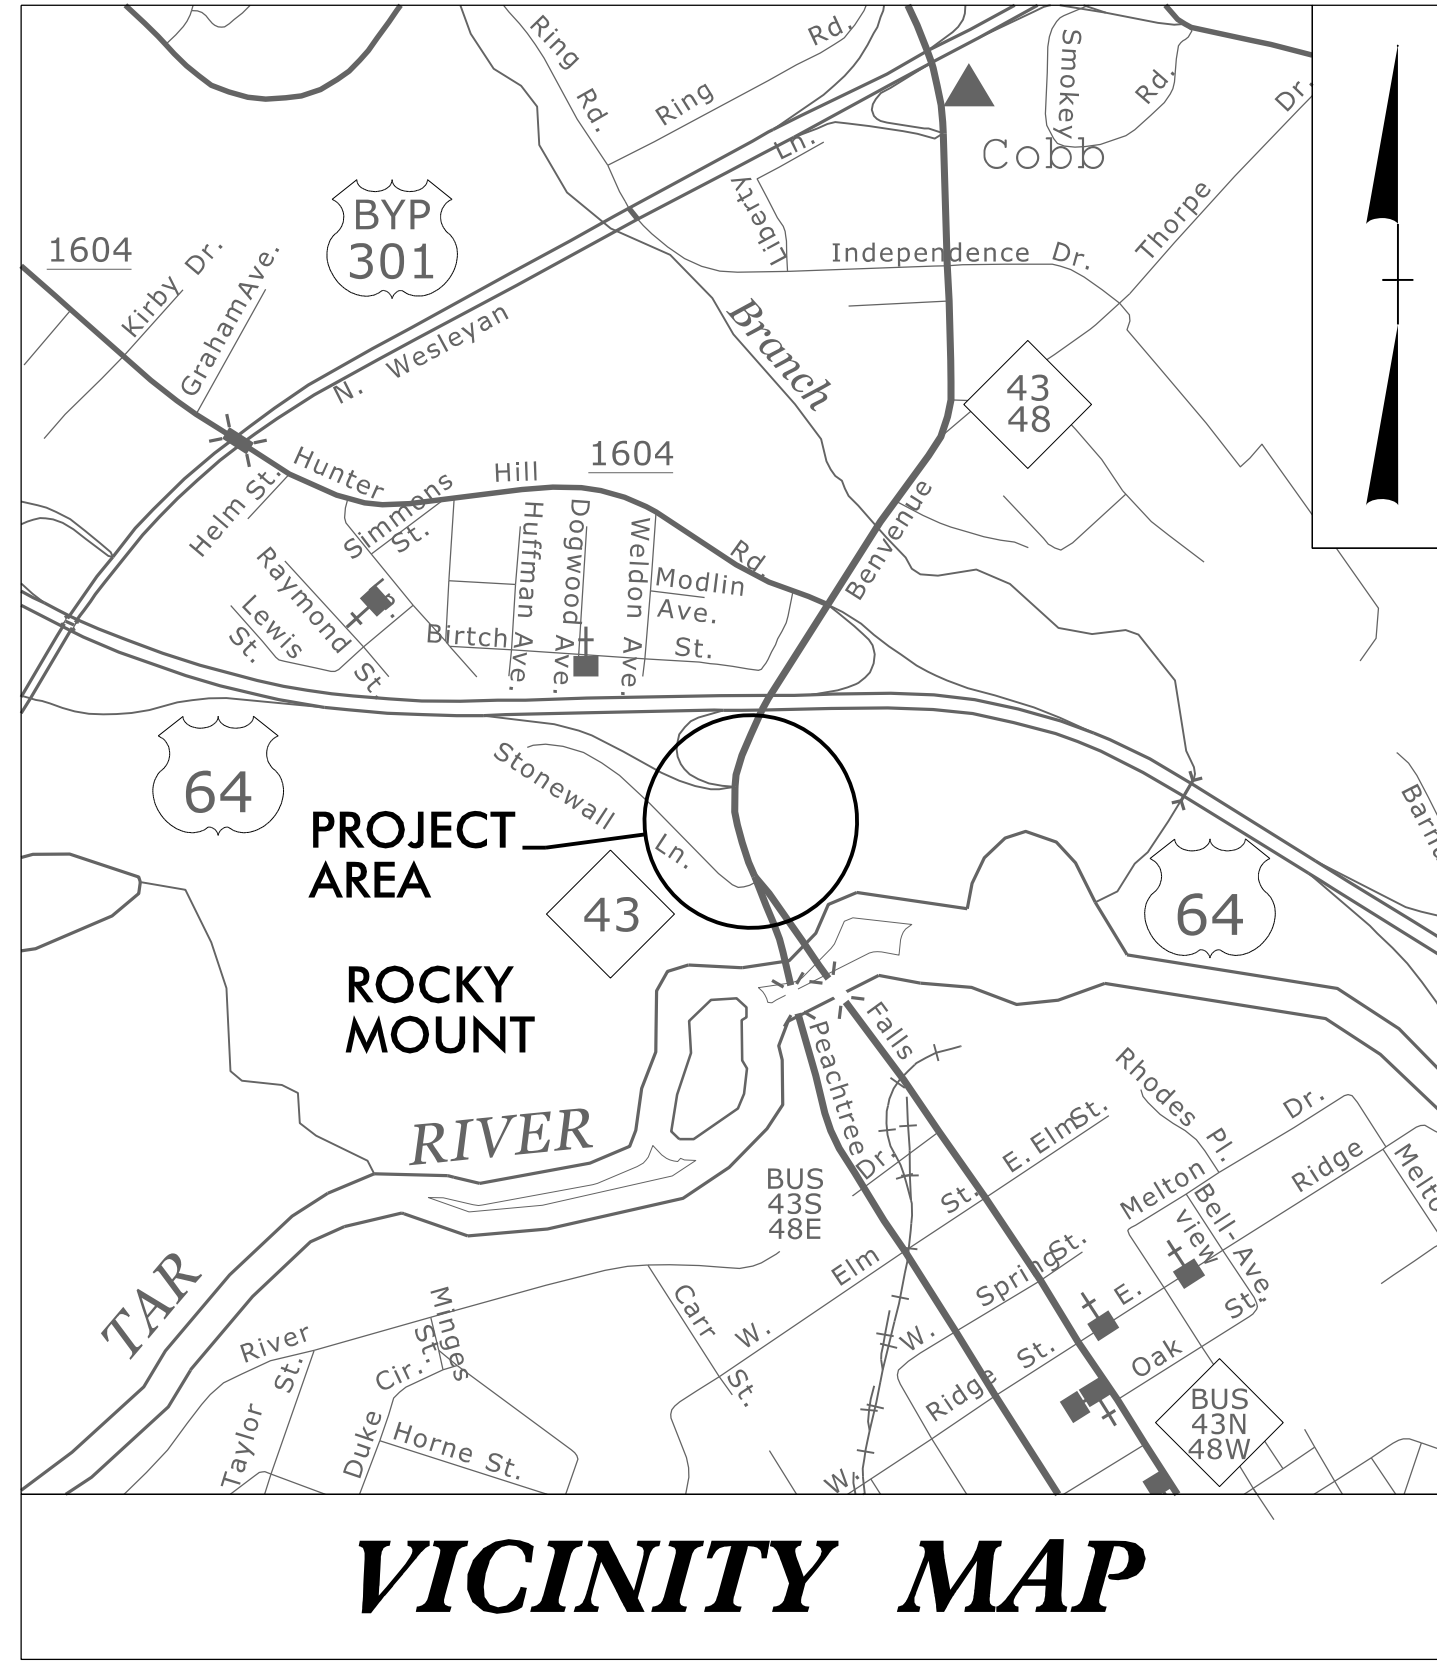 Ring
Rd.
Ring
Rd.
Smokey
Rd.
Dr.
Cobb
Ln.
Liberty
Thorpe
Independence Dr.
BYP
301
1604
Kirby Dr.
Graham Ave.
N. Wesleyan
Branch
43
48
Hunter
Hill
1604
Rd.
Helm St.
Simmons
St.
Huffman Ave.
Dogwood Ave.
Weldon Ave.
Modlin
Ave.
Benvenue
Raymond St.
Lewis
St.
Birtch
St.
64
Stonewall
Ln.
PROJECT
AREA
43
64
ROCKY
MOUNT
RIVER
TAR
Peachtree
Falls
Dr.
BUS
43S
48E
Rhodes Pl.
Dr.
E. Elm St.
St.
Melton
Ridge
Bell-
view
Ave.
Elm
W.
Spring St.
W.
E.
St.
Oak
St.
Ridge
W.
River
Minges
St.
Carr
St.
Taylor
St.
Cir.
Duke
Horne St.
BUS
43N
48W
VICINITY MAP